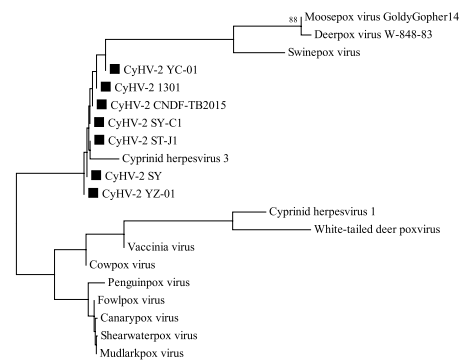 88
Moosepox virus GoldyGopher14
Deerpox virus W-848-83
Swinepox virus
CyHV-2 YC-01
CyHV-2 1301
CyHV-2 CNDF-TB2015
CyHV-2 SY-C1
CyHV-2 ST-J1
Cyprinid herpesvirus 3
CyHV-2 SY
CyHV-2 YZ-01
Cyprinid herpesvirus 1
White-tailed deer poxvirus
Vaccinia virus
Cowpox virus
Penguinpox virus
Fowlpox virus
Canarypox virus
Shearwaterpox virus
Mudlarkpox virus